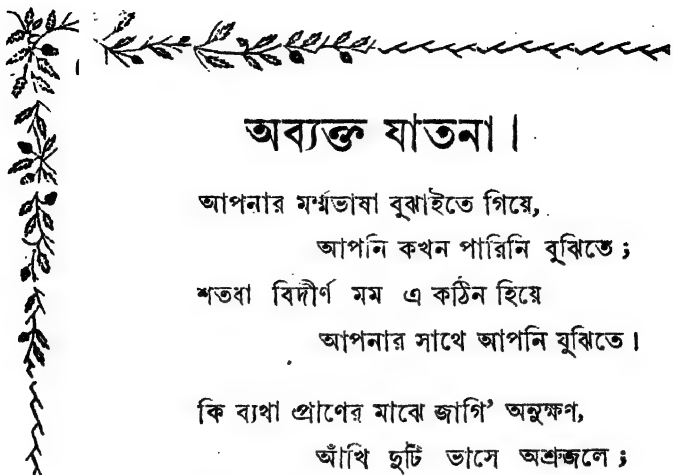 অব্যক্ত যাতনা।
আপনার মর্ম্মভাষা বুঝাইতে গিয়ে,
আপনি কখন পারিনি বুঝিতে ;
শতধা বিদীর্ণ মম এ কঠিন হিয়ে
আপনার সাথে আপনি যুঝিতে।
কি ব্যথা প্রাণের মাঝে জাগি’ অনুক্ষণ,
আঁখি দুটি ভাসে অশ্রুজলে ;